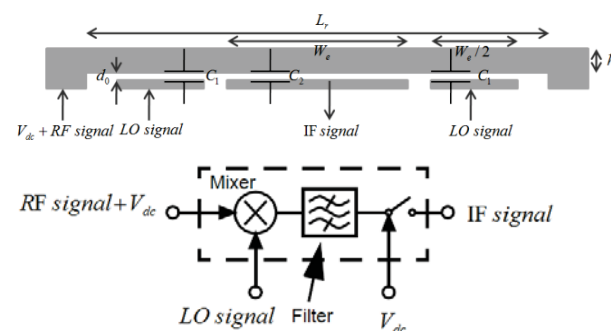 L_r
W_e W_e/2
d_0 C_1 C_2 C_1 h
V_dc + RF signal LO signal IF signal LO signal
Mixer
RF signal+V_dc IF signal
LO signal Filter V_dc